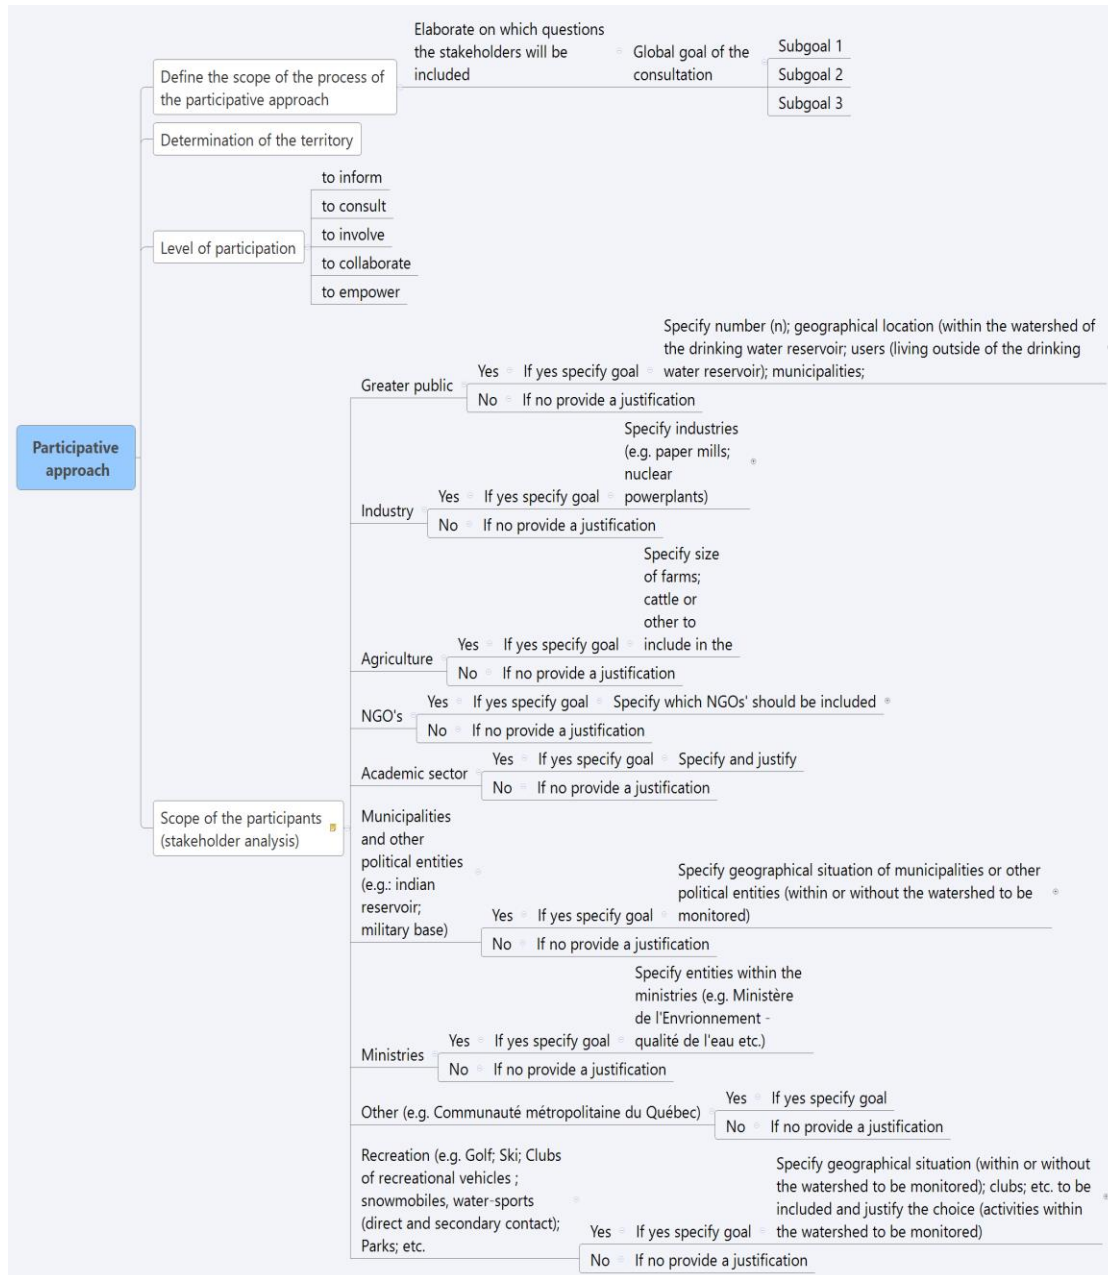 Elaborate on which questions
the stakeholders will be
included
Global goal of the
consultation
Subgoal 1
Subgoal 2
Subgoal 3
Define the scope of the process of
the participative approach
Determination of the territory
to inform
to consult
to involve
to collaborate
to empower
Level of participation
Participative
approach
Specify number (n); geographical location (within the watershed of
the drinking water reservoir; users (living outside of the drinking
water reservoir); municipalities;
Greater public
Yes
If yes specify goal
No
If no provide a justification
Specify industries
(e.g. paper mills;
nuclear
powerplants)
Industry
Yes
If yes specify goal
No
If no provide a justification
Specify size
of farms;
cattle or
other to
include in the
Agriculture
Yes
If yes specify goal
No
If no provide a justification
NGO's
Yes
If yes specify goal
Specify which NGOs' should be included
No
If no provide a justification
Academic sector
Yes
If yes specify goal
Specify and justify
No
If no provide a justification
Scope of the participants
(stakeholder analysis)
Municipalities
and other
political entities
(e.g.: indian
reservoir;
military base)
Specify geographical situation of municipalities or other
political entities (within or without the watershed to be
monitored)
Yes
If yes specify goal
No
If no provide a justification
Specify entities within the
ministries (e.g. Ministère
de l'Envrionnement -
qualité de l'eau etc.)
Ministries
Yes
If yes specify goal
No
If no provide a justification
Other (e.g. Communauté métropolitaine du Québec)
Yes
If yes specify goal
No
If no provide a justification
Recreation (e.g. Golf; Ski; Clubs
of recreational vehicles ;
snowmobiles, water-sports
(direct and secondary contact);
Parks; etc.
Specify geographical situation (within or without
the watershed to be monitored); clubs; etc. to be
included and justify the choice (activities within
the watershed to be monitored)
Yes
If yes specify goal
No
If no provide a justification